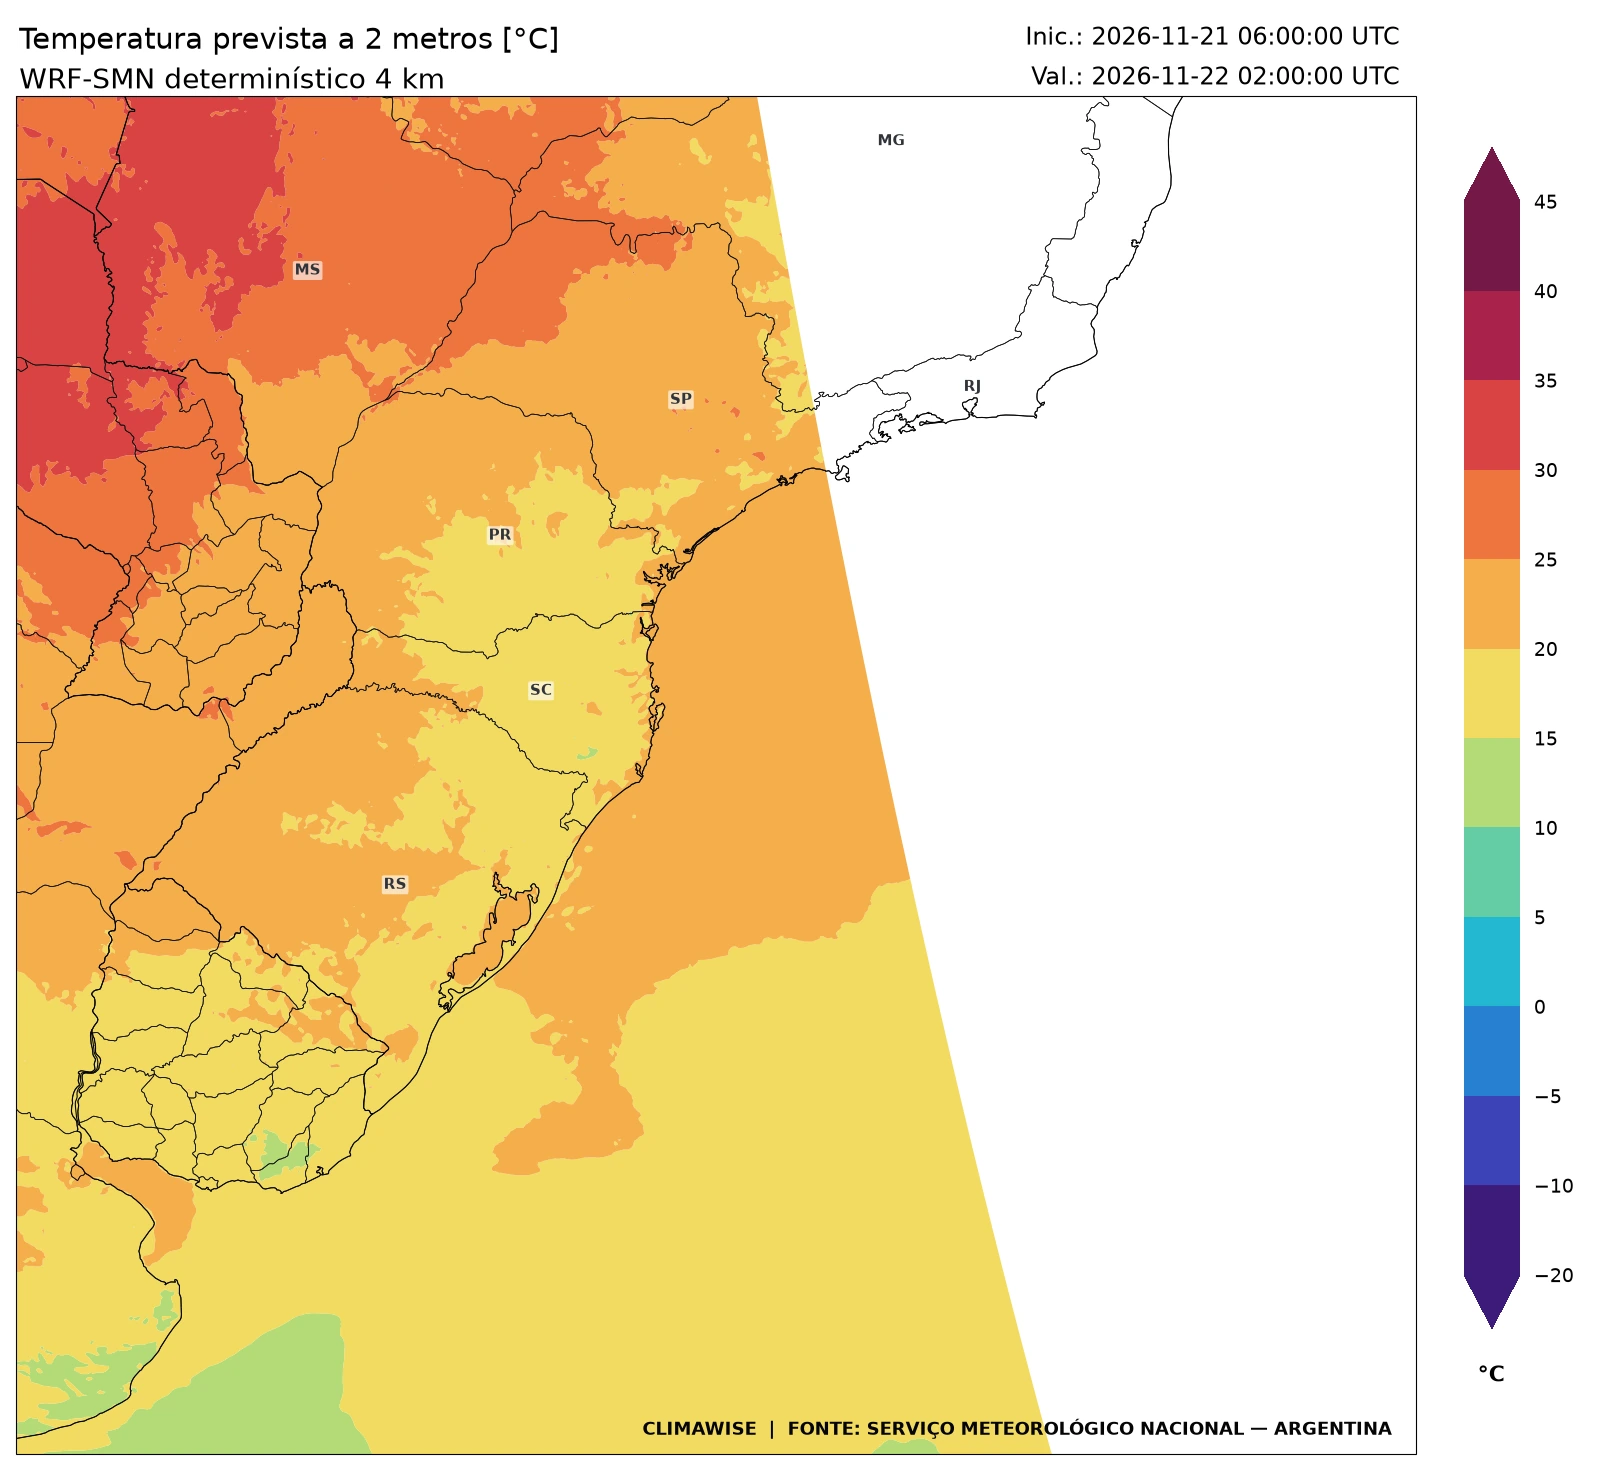 Temperatura prevista a 2 metros [°C]
WRF-SMN determinístico 4 km
Inic.: 2026-11-21 06:00:00 UTC
Val.: 2026-11-22 02:00:00 UTC
MG
MS
RJ
SP
PR
SC
RS
45
40
35
30
25
20
15
10
5
0
−5
−10
−20
°C
CLIMAWISE | FONTE: SERVIÇO METEOROLÓGICO NACIONAL — ARGENTINA